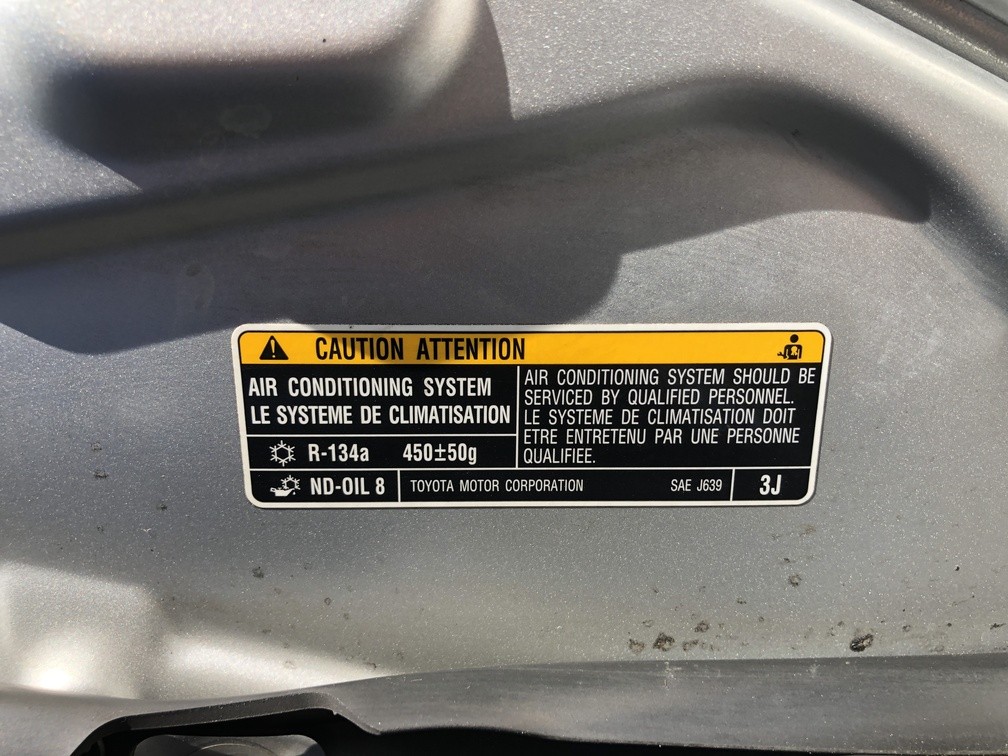 CAUTION ATTENTION
AIR CONDITIONING SYSTEM
LE SYSTEME DE CLIMATISATION
R-134a 450±50g
AIR CONDITIONING SYSTEM SHOULD BE
SERVICED BY QUALIFIED PERSONNEL.
LE SYSTEME DE CLIMATISATION DOIT
ETRE ENTRETENU PAR UNE PERSONNE
QUALIFIEE.
ND-OIL 8 TOYOTA MOTOR CORPORATION SAE J639 3J